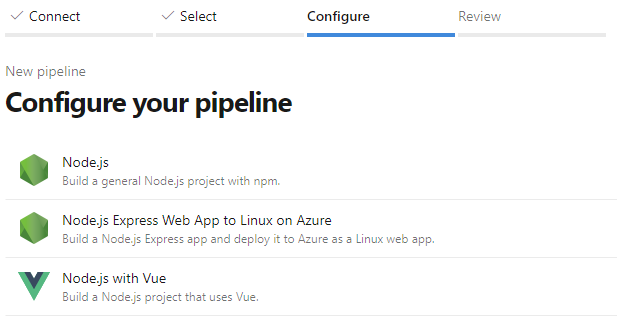 Connect Select Configure Review
New pipeline
Configure your pipeline
Node.js
Build a general Node.js project with npm.
Node.js Express Web App to Linux on Azure
Build a Node.js Express app and deploy it to Azure as a Linux web app.
Node.js with Vue
Build a Node.js project that uses Vue.